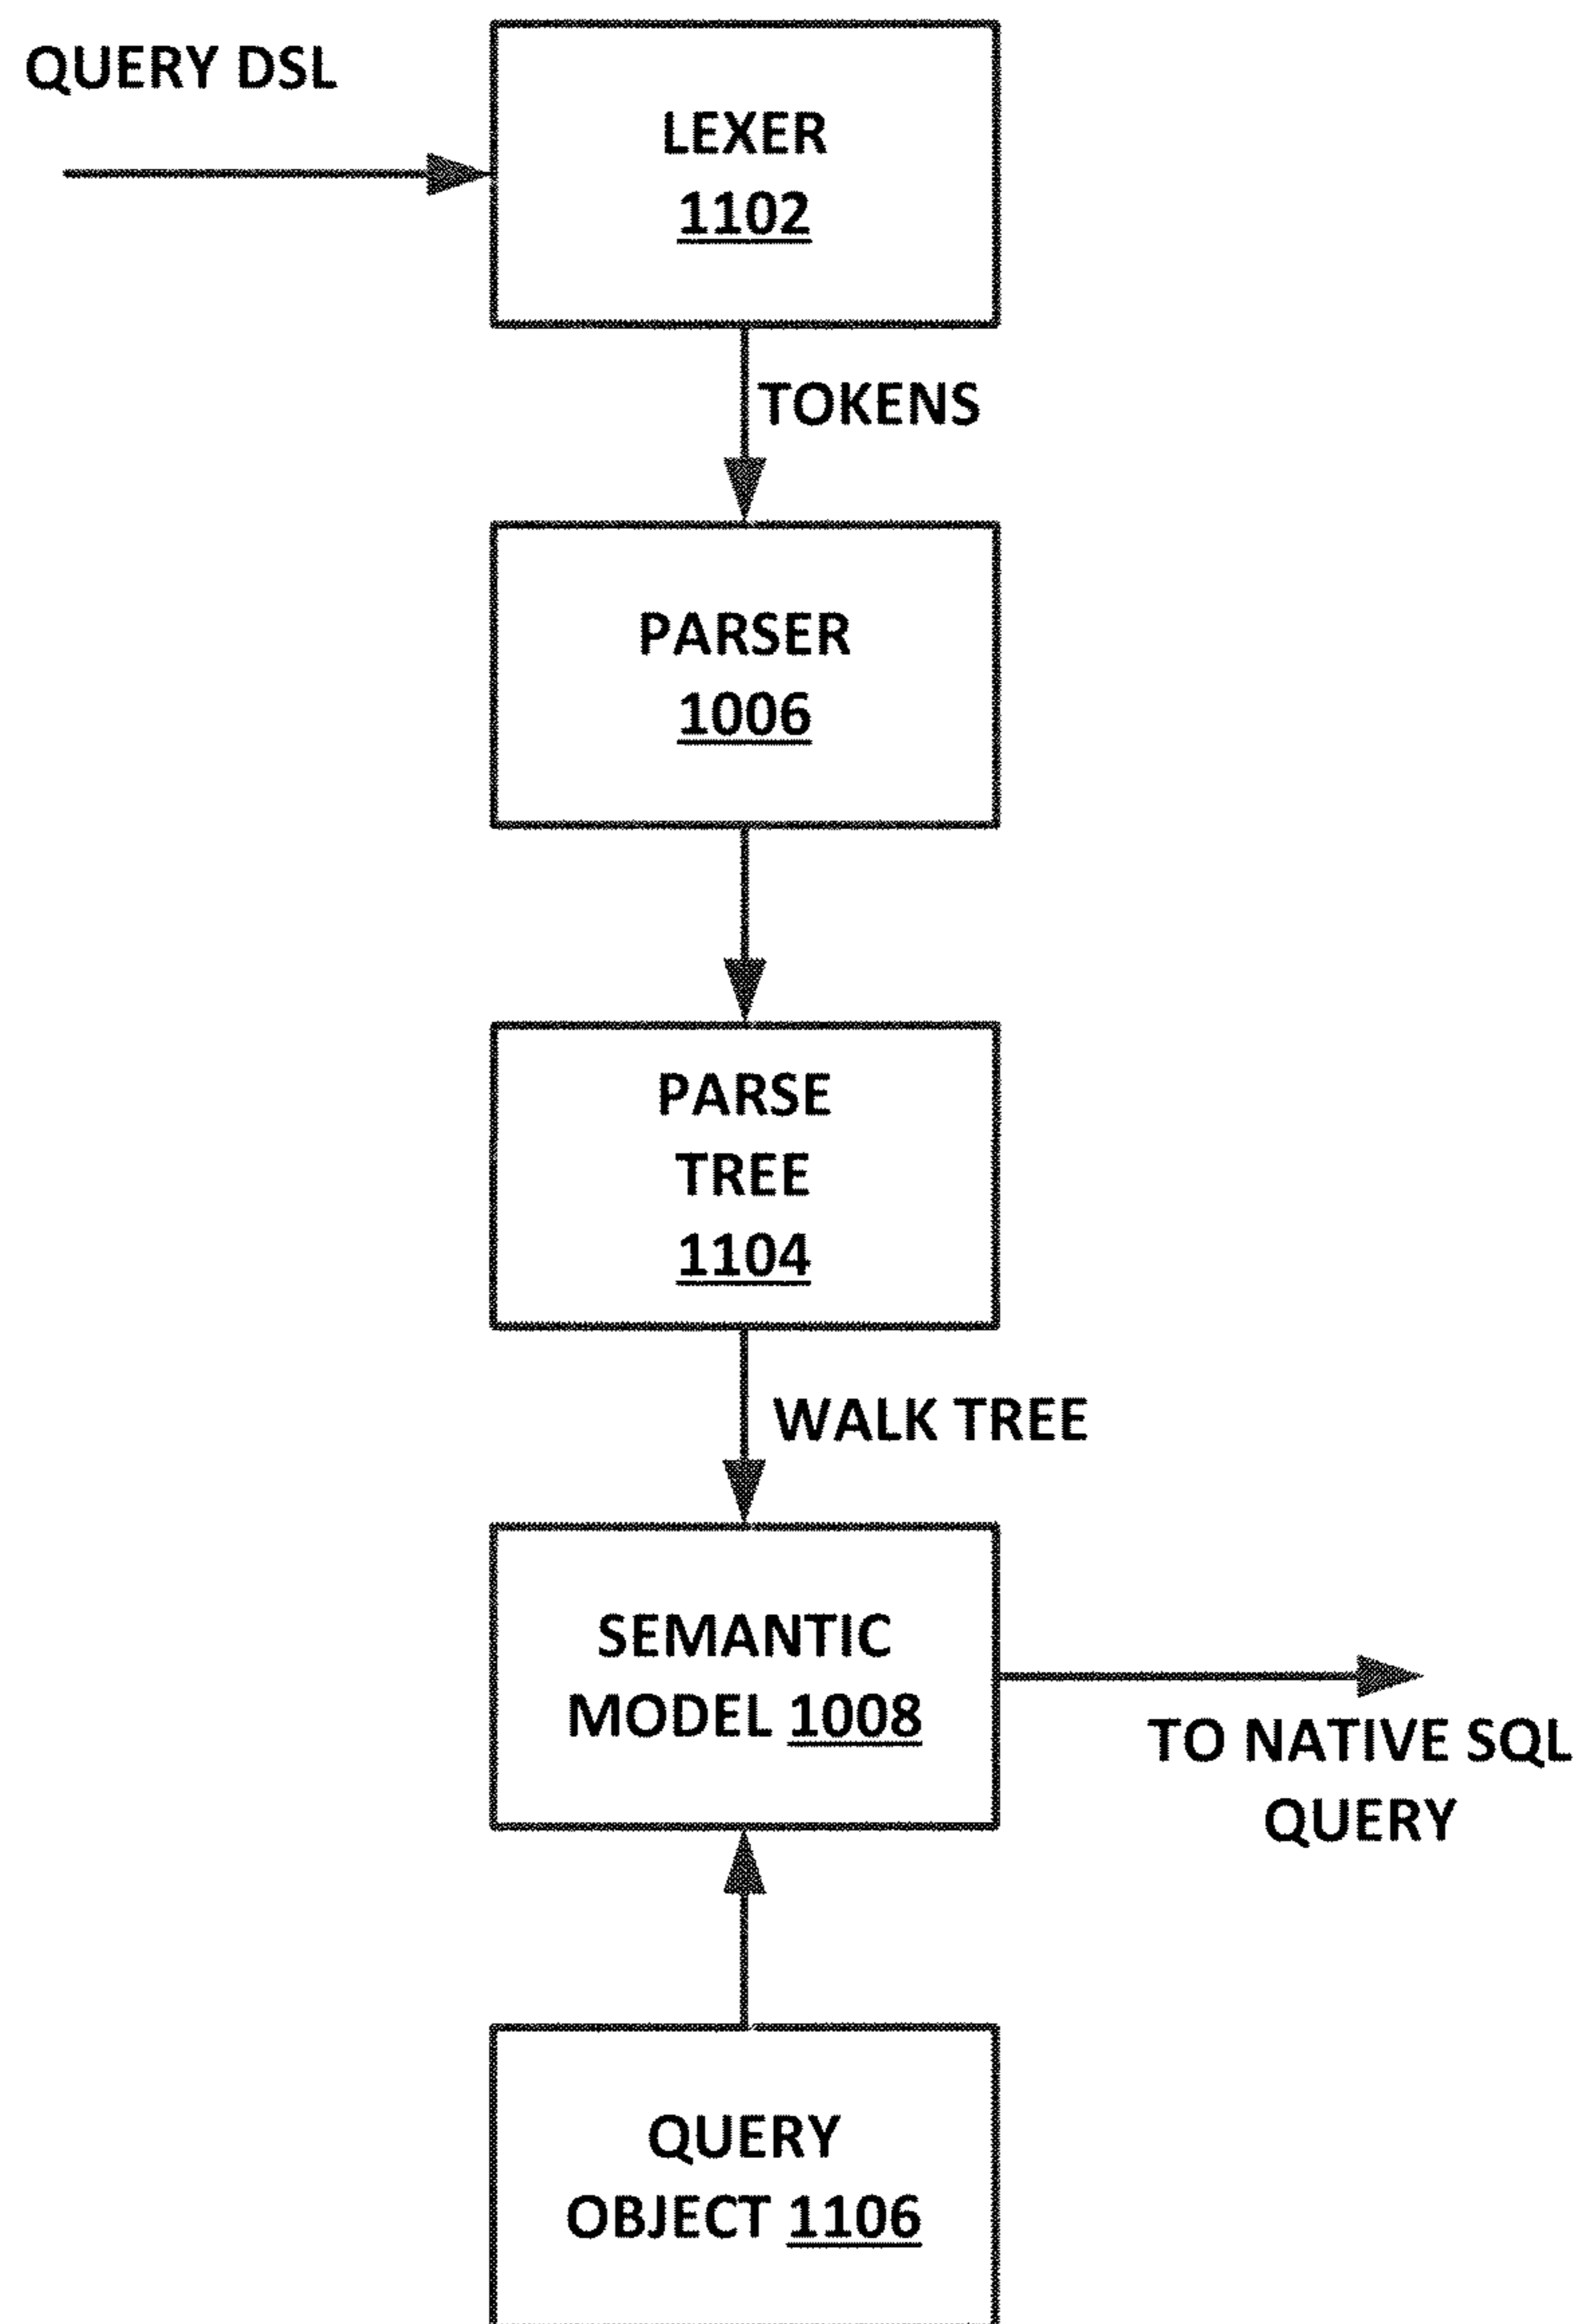 QUERY DSL
LEXER
1102
TOKENS
PARSER
1006
PARSE
TREE
1104
WALK TREE
SEMANTIC
MODEL 1008
TO NATIVE SQL
QUERY
QUERY
OBJECT 1106